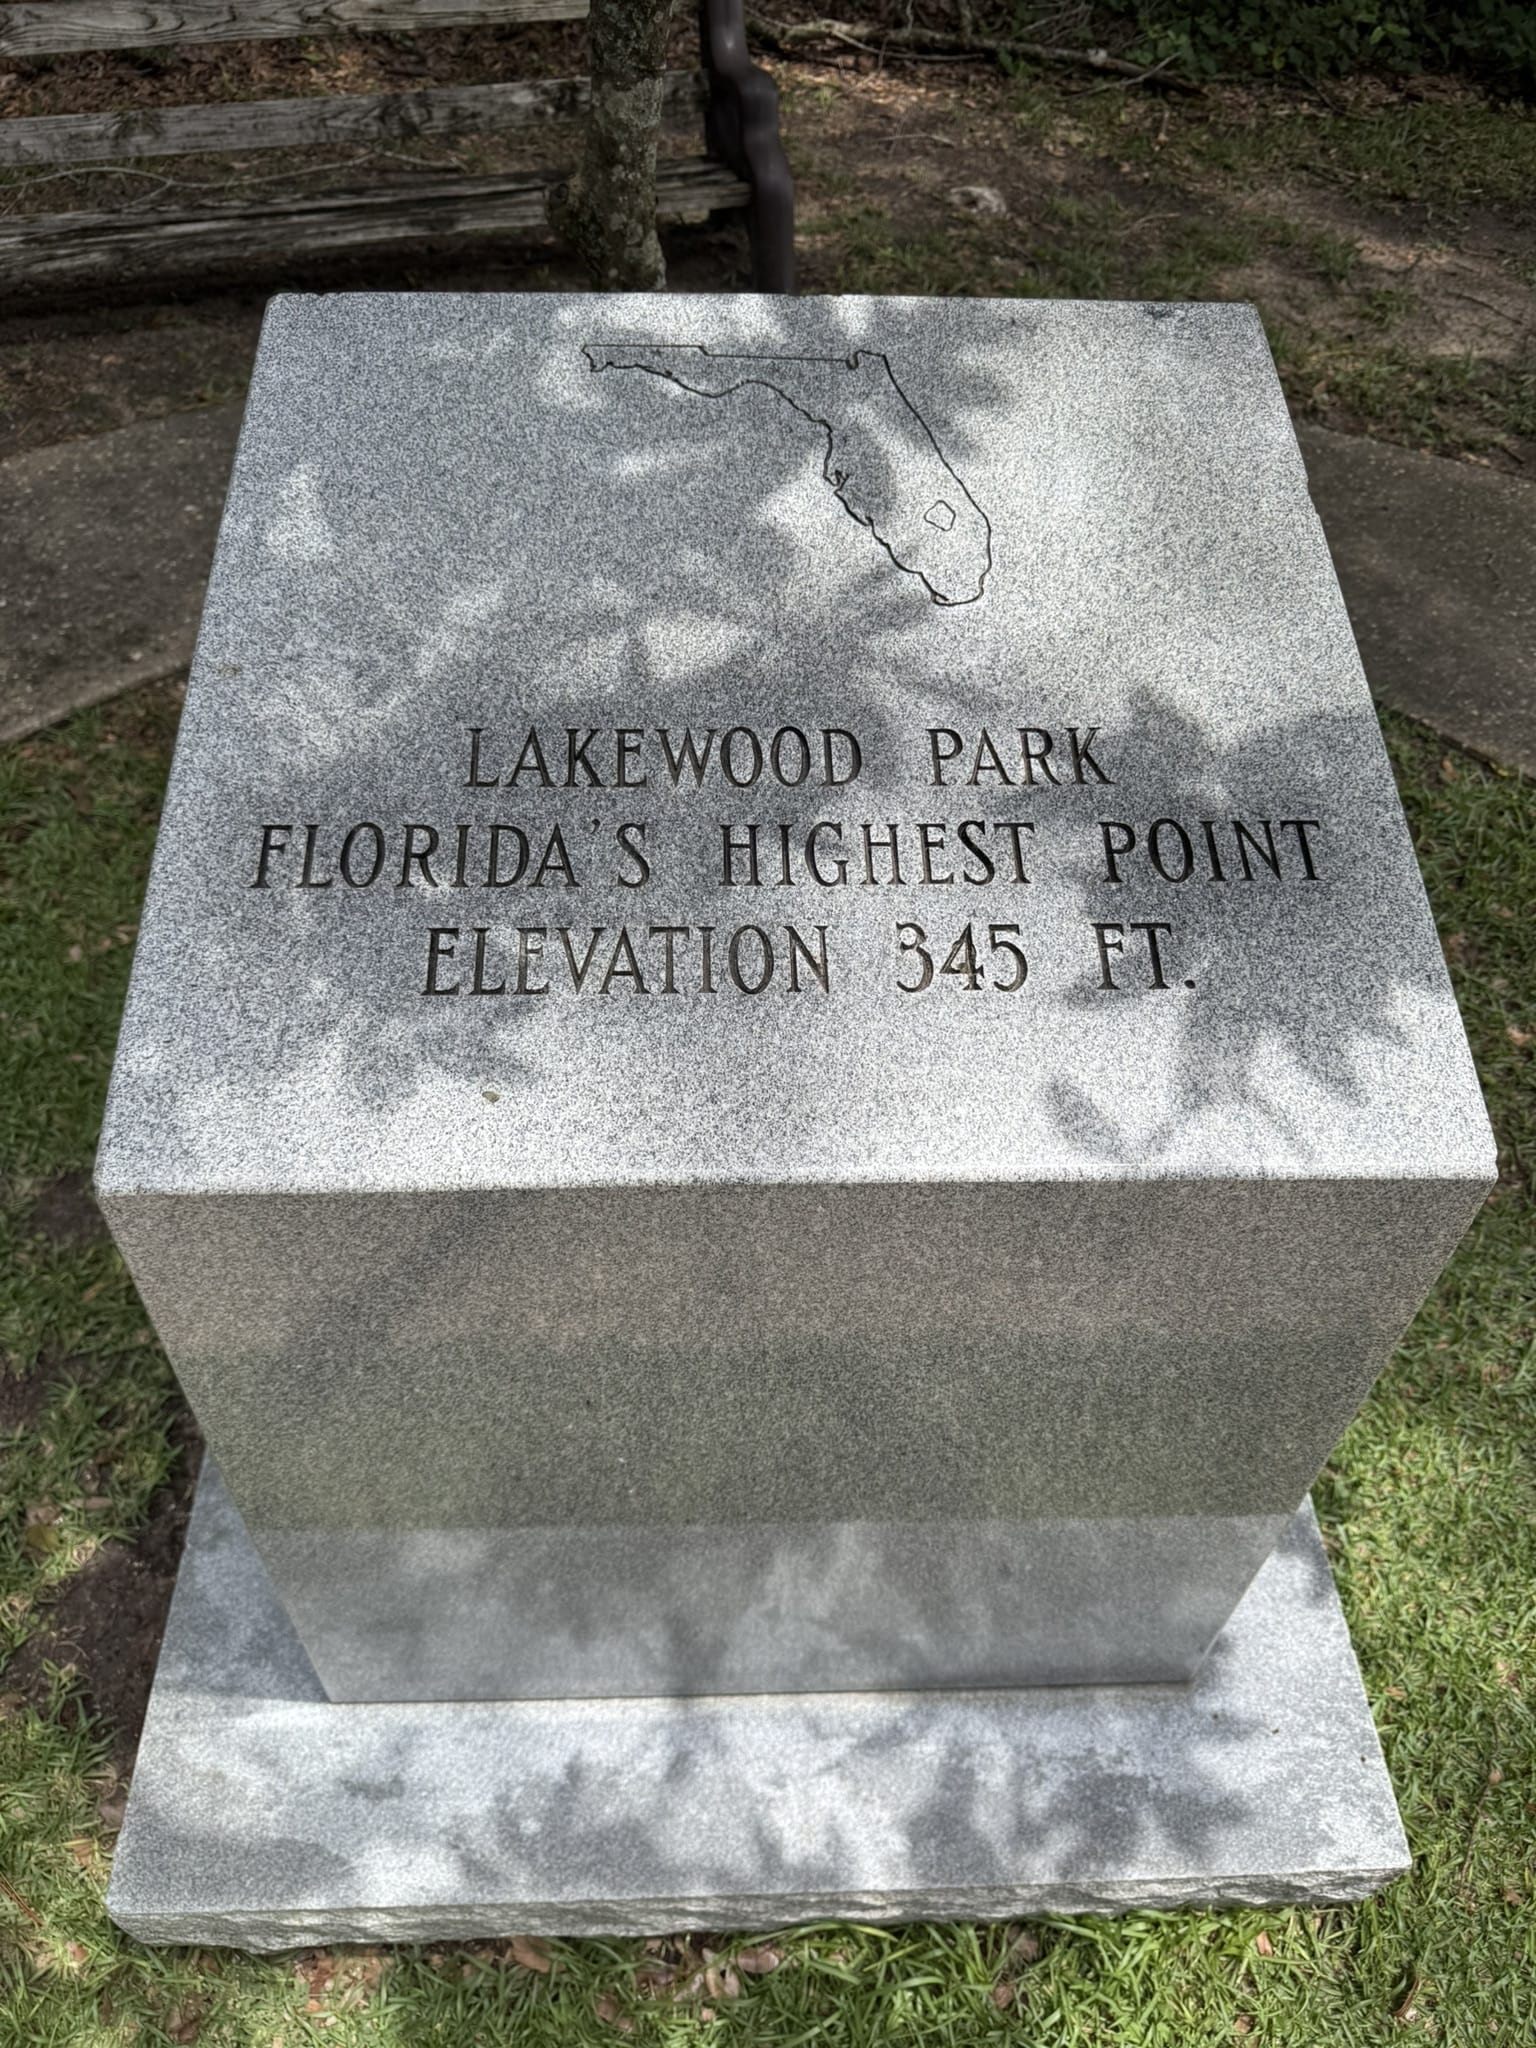 LAKEWOOD PARK
FLORIDA'S HIGHEST POINT
ELEVATION 345 FT.